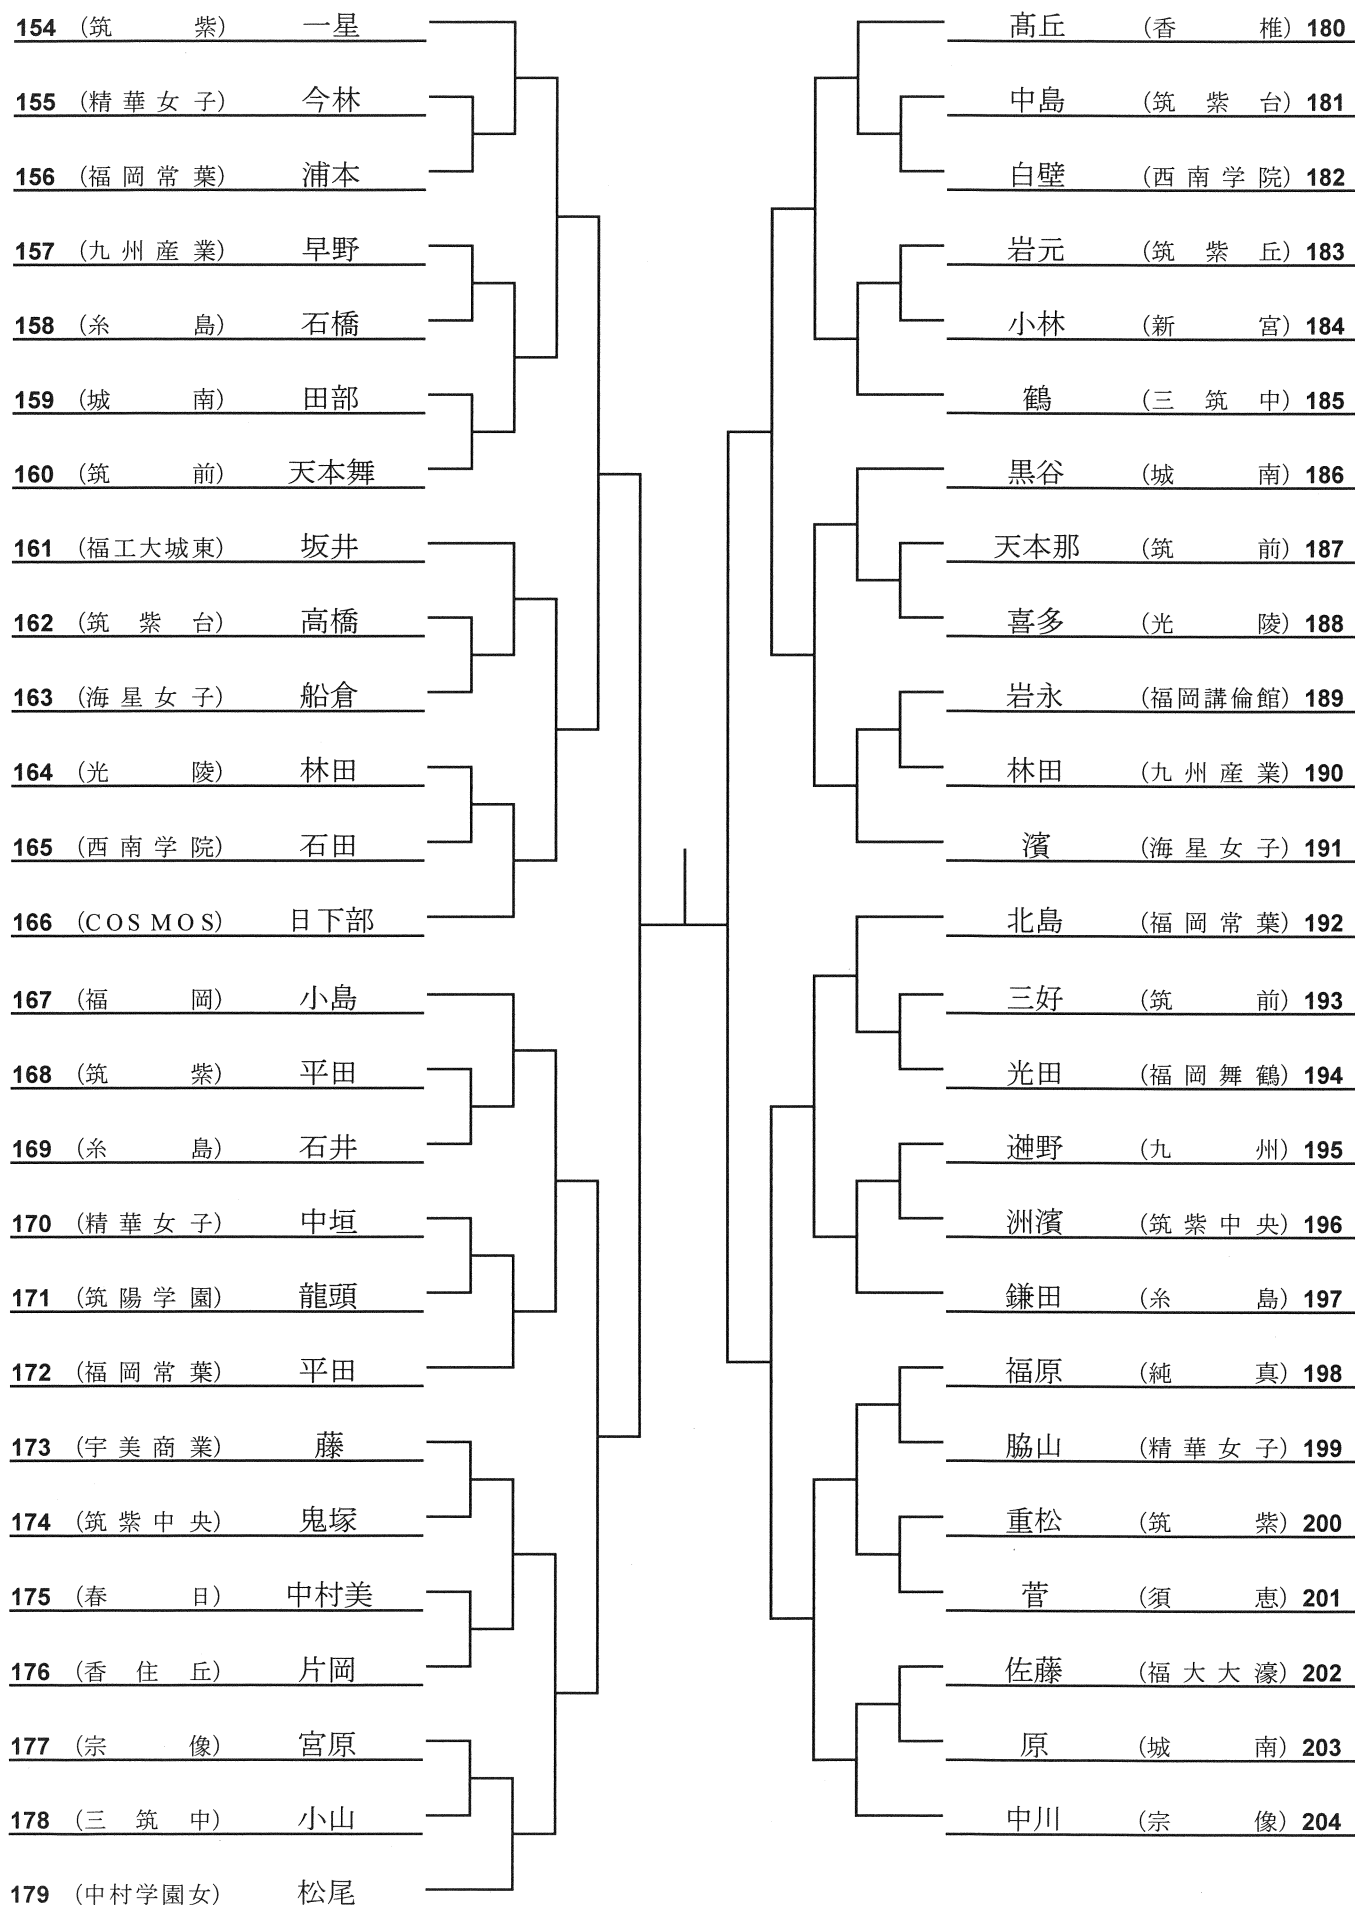 154 (筑紫) 一星
155 (精華女子) 今林
156 (福岡常葉) 浦本
157 (九州産業) 早野
158 (糸島) 石橋
159 (城南) 田部
160 (筑前) 天本舞
161 (福工大城東) 坂井
162 (筑紫台) 高橋
163 (海星女子) 船倉
164 (光陵) 林田
165 (西南学院) 石田
166 (COSMOS) 日下部
167 (福岡) 小島
168 (筑紫) 平田
169 (糸島) 石井
170 (精華女子) 中垣
171 (筑陽学園) 龍頭
172 (福岡常葉) 平田
173 (宇美商業) 藤
174 (筑紫中央) 鬼塚
175 (春日) 中村美
176 (香住丘) 片岡
177 (宗像) 宮原
178 (三筑中) 小山
179 (中村学園女) 松尾
髙丘 (香椎) 180
中島 (筑紫台) 181
白壁 (西南学院) 182
岩元 (筑紫丘) 183
小林 (新宮) 184
鶴 (三筑中) 185
黒谷 (城南) 186
天本那 (筑前) 187
喜多 (光陵) 188
岩永 (福岡講倫館) 189
林田 (九州産業) 190
濱 (海星女子) 191
北島 (福岡常葉) 192
三好 (筑前) 193
光田 (福岡舞鶴) 194
野 (九州) 195
洲濱 (筑紫中央) 196
鎌田 (糸島) 197
福原 (純真) 198
脇山 (精華女子) 199
重松 (筑紫) 200
菅 (須恵) 201
佐藤 (福大大濠) 202
原 (城南) 203
中川 (宗像) 204